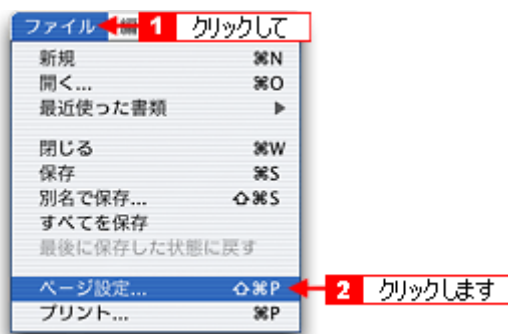 ファイル 1 クリックして
新規 ⌘N
開く... ⌘O
最近使った書類 ▶
閉じる ⌘W
保存 ⌘S
別名で保存... ⇧⌘S
すべてを保存
最後に保存した状態に戻す
ページ設定... ⇧⌘P 2 クリックします
プリント... ⌘P